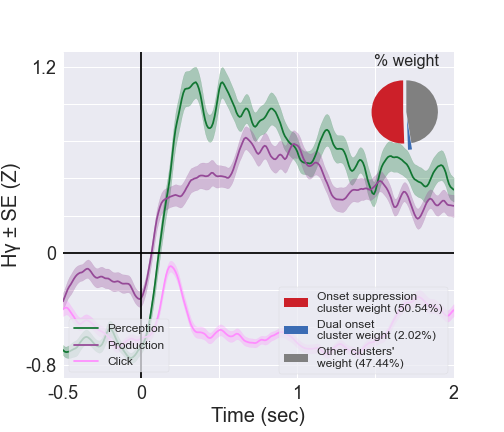 % weight
1.2
0
-0.8
Hγ ± SE (Z)
Perception
Production
Click
Onset suppression
cluster weight (50.54%)
Dual onset
cluster weight (2.02%)
Other clusters'
weight (47.44%)
-0.5
0
1
2
Time (sec)